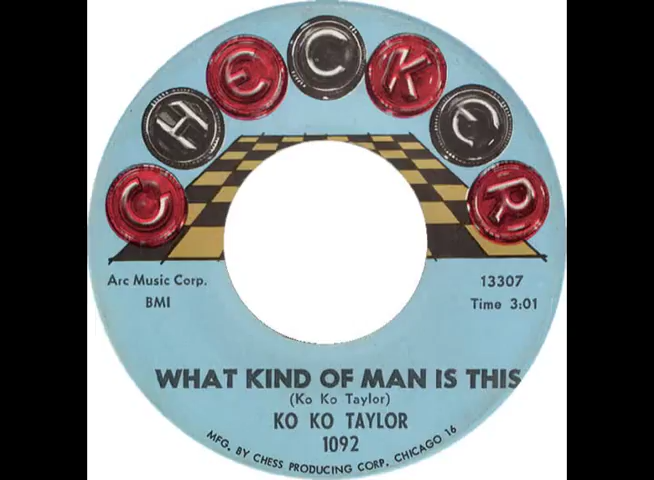 CHECKER
Arc Music Corp.
BMI
13307
Time 3:01
WHAT KIND OF MAN IS THIS
(Ko Ko Taylor)
KO KO TAYLOR
1092
MFG. BY CHESS PRODUCING CORP. CHICAGO 16